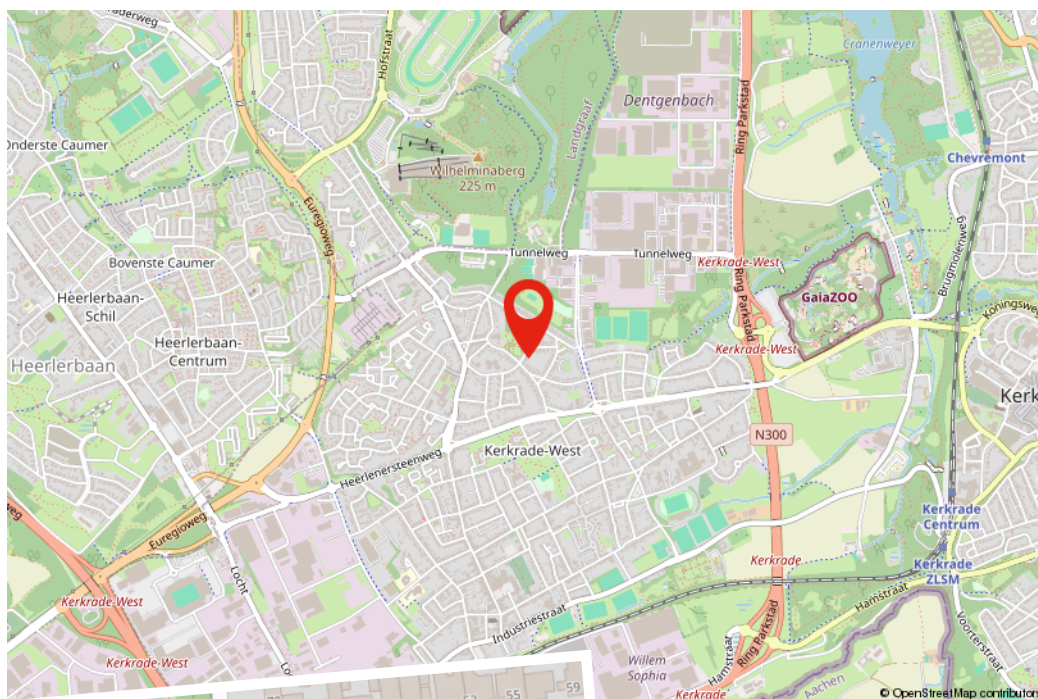 Onderste Caumer
Hofstraat
Euregioweg
Wilhelminaberg
225 m
Landgraaf
Dentgenbach
Ring Parkstad
Cranenweyer
Chevremont
Brugmolenweg
Bovenste Caumer
Heerlerbaan-
Schil
Heerlerbaan-
Centrum
Heerlerbaan
Tunnelweg
Tunnelweg
Kerkrade-West
Ring Parkstad
GaiaZOO
Koningsweg
Kerkrade-West
Kerk
N300
Kerkrade-West
Heerlenersteenweg
Euregioweg
Locht
Kerkrade
Centrum
Kerkrade
Kerkrade
ZLSM
Kerkrade-West
Kerkrade-West
Industriestraat
Hamstraat
Hamstraat
Ring Parkstad
Voorterstraat
Willem
Sophia
Aachen
55
59
© OpenStreetMap contributors